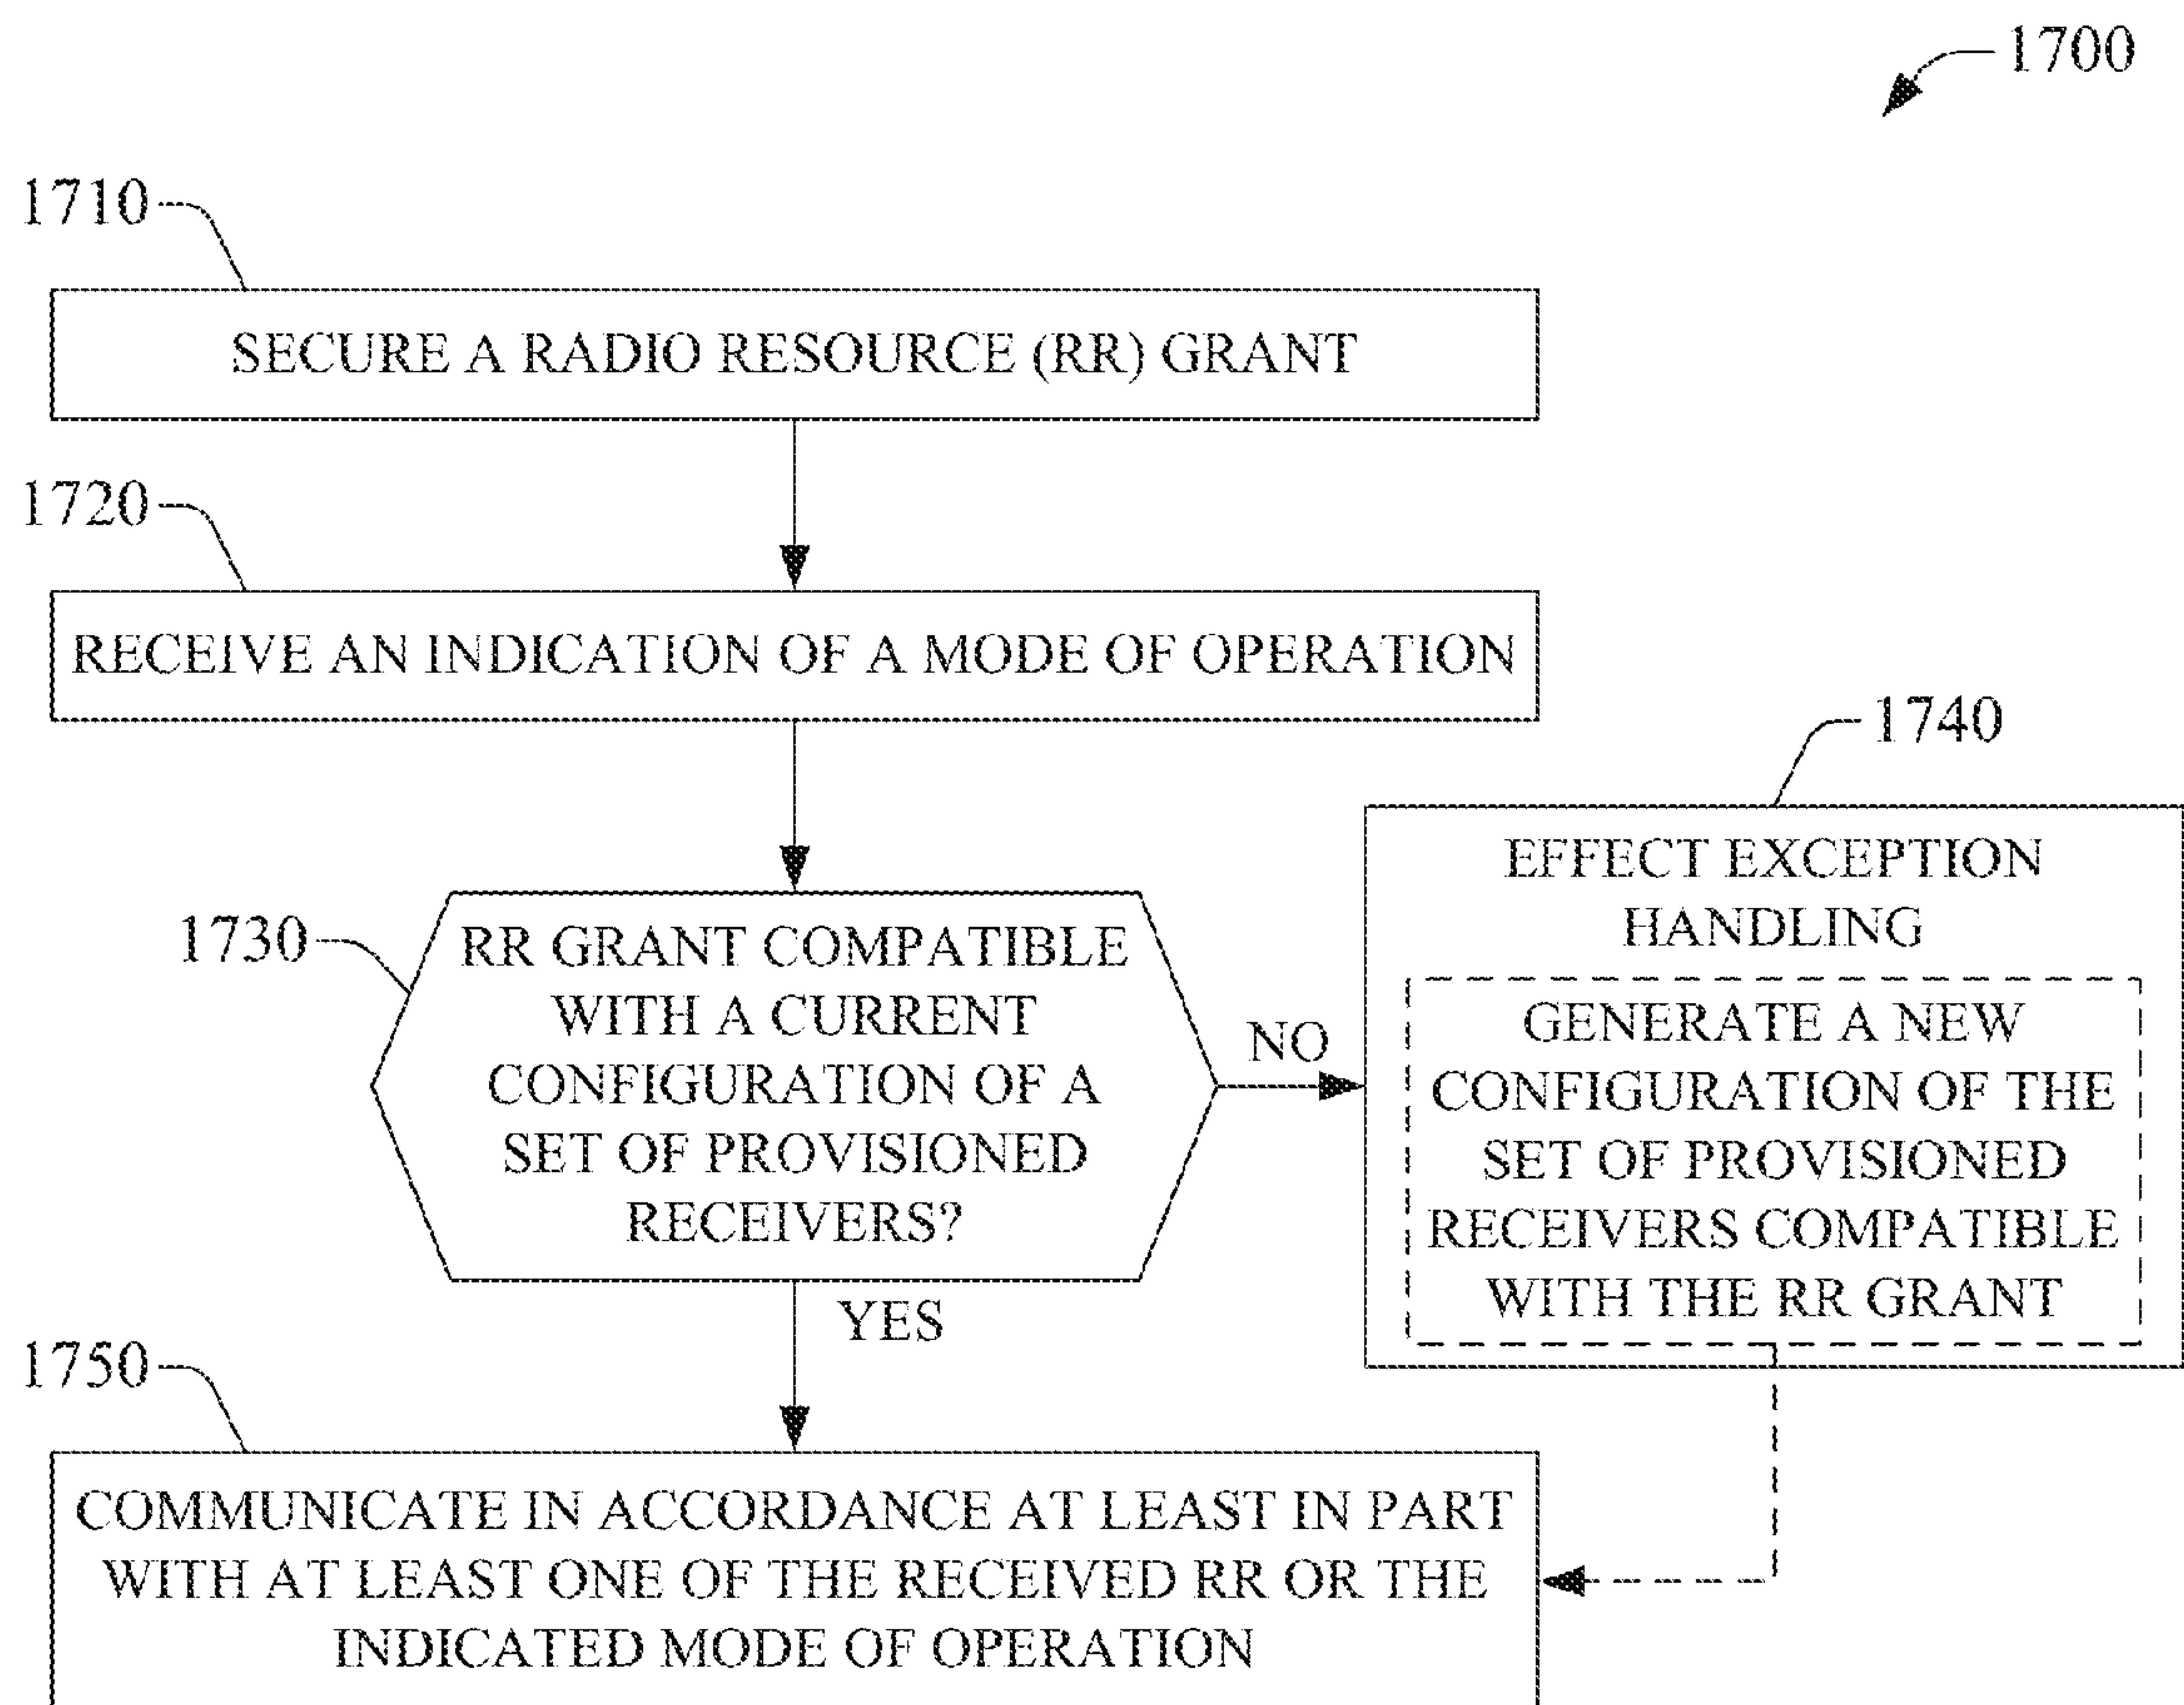 1700
1710
SECURE A RADIO RESOURCE (RR) GRANT
1720
RECEIVE AN INDICATION OF A MODE OF OPERATION
1730
RR GRANT COMPATIBLE
WITH A CURRENT
CONFIGURATION OF A
SET OF PROVISIONED
RECEIVERS?
NO
1740
EFFECT EXCEPTION
HANDLING
GENERATE A NEW
CONFIGURATION OF THE
SET OF PROVISIONED
RECEIVERS COMPATIBLE
WITH THE RR GRANT
YES
1750
COMMUNICATE IN ACCORDANCE AT LEAST IN PART
WITH AT LEAST ONE OF THE RECEIVED RR OR THE
INDICATED MODE OF OPERATION